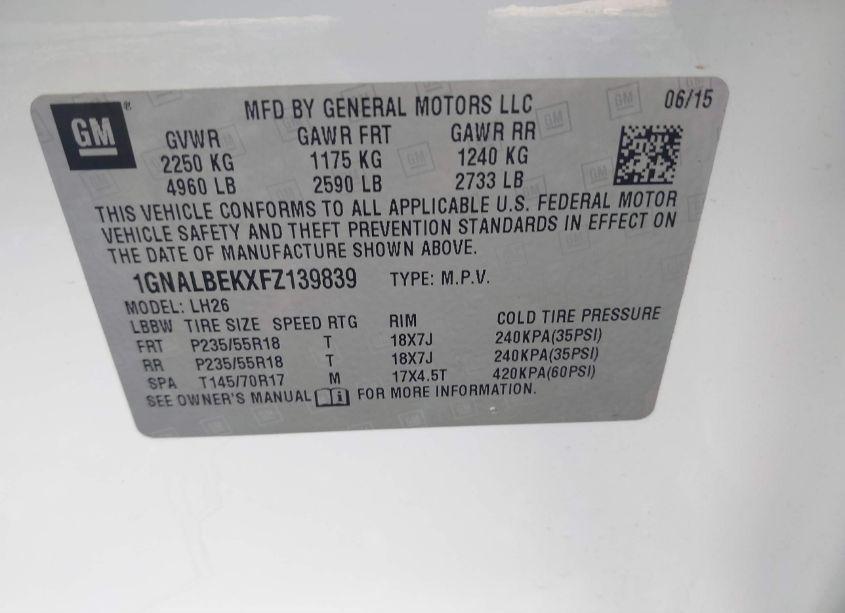 GM® MFD BY GENERAL MOTORS LLC 06/15
GVWR GAWR FRT GAWR RR
2250 KG 1175 KG 1240 KG
4960 LB 2590 LB 2733 LB
THIS VEHICLE CONFORMS TO ALL APPLICABLE U.S. FEDERAL MOTOR
VEHICLE SAFETY AND THEFT PREVENTION STANDARDS IN EFFECT ON
THE DATE OF MANUFACTURE SHOWN ABOVE.
1GNALBEKXFZ139839 TYPE: M.P.V.
MODEL: LH26
LBBW TIRE SIZE SPEED RTG RIM COLD TIRE PRESSURE
FRT P235/55R18 T 18X7J 240KPA(35PSI)
RR P235/55R18 T 18X7J 240KPA(35PSI)
SPA T145/70R17 M 17X4.5T 420KPA(60PSI)
SEE OWNER'S MANUAL FOR MORE INFORMATION.